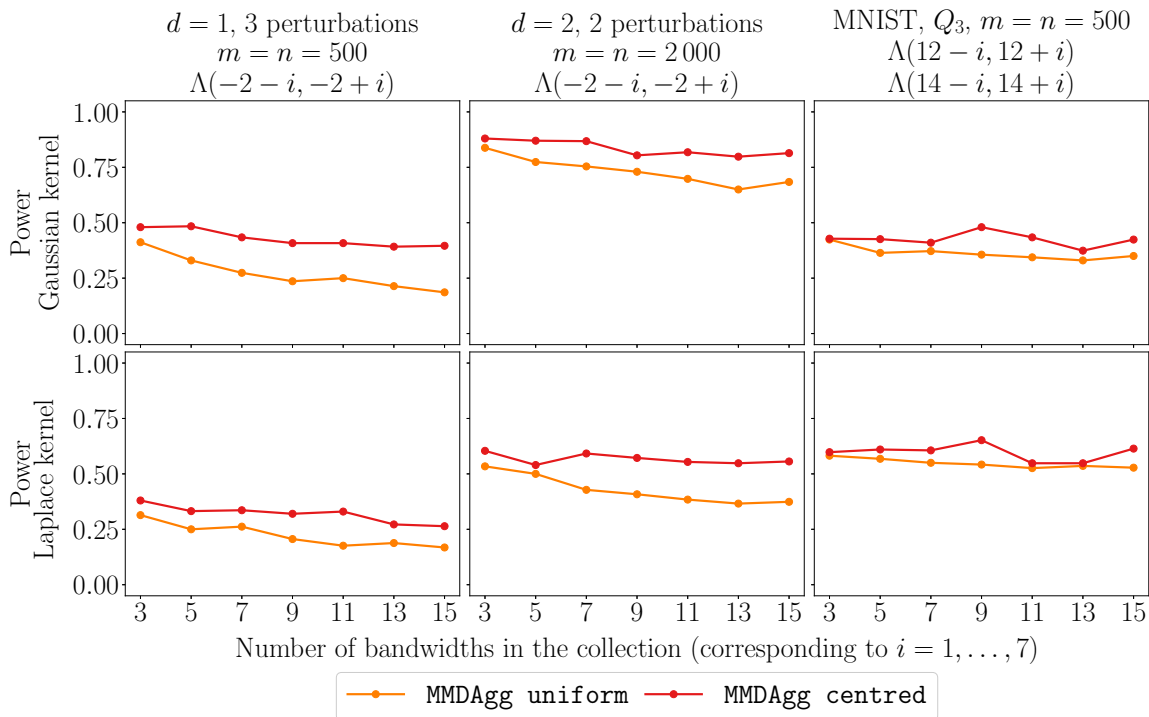 d = 1, 3 perturbations
m = n = 500
Λ(−2 − i, −2 + i)
d = 2, 2 perturbations
m = n = 2 000
Λ(−2 − i, −2 + i)
MNIST, Q₃, m = n = 500
Λ(12 − i, 12 + i)
Λ(14 − i, 14 + i)
Power
Gaussian kernel
1.00
0.75
0.50
0.25
0.00
Power
Laplace kernel
1.00
0.75
0.50
0.25
0.00
3 5 7 9 11 13 15
3 5 7 9 11 13 15
3 5 7 9 11 13 15
Number of bandwidths in the collection (corresponding to i = 1, . . . , 7)
MMDAgg uniform
MMDAgg centred